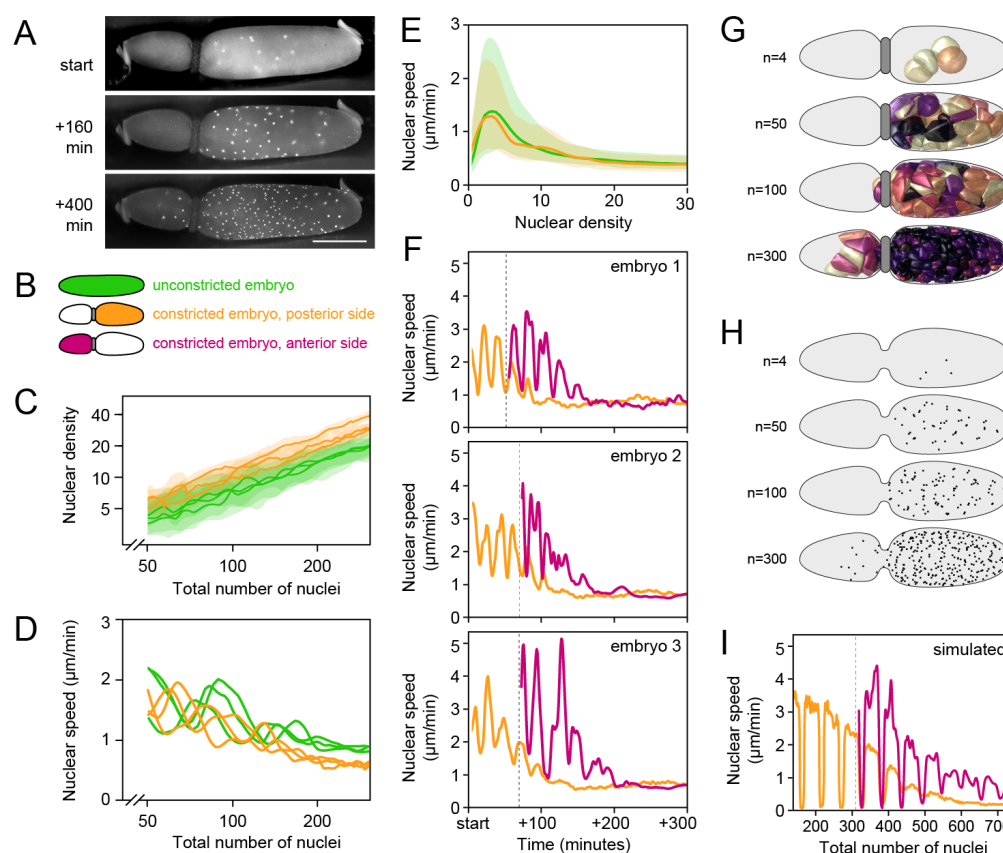 A
start
+160
min
+400
min
B
unconstricted embryo
constricted embryo, posterior side
constricted embryo, anterior side
C
Nuclear density
40
20
10
5
50
100
200
Total number of nuclei
D
Nuclear speed (µm/min)
3
2
1
0
50
100
200
Total number of nuclei
E
Nuclear speed
(µm/min)
3
2
1
0
0
10
20
30
Nuclear density
F
embryo 1
Nuclear speed
(µm/min)
5
4
3
2
1
0
embryo 2
Nuclear speed
(µm/min)
5
4
3
2
1
0
embryo 3
Nuclear speed
(µm/min)
5
4
3
2
1
0
start
+100
+200
+300
Time (minutes)
G
n=4
n=50
n=100
n=300
H
n=4
n=50
n=100
n=300
I
simulated
Nuclear speed
(µm/min)
5
4
3
2
1
0
200
300
400
500
600
Total number of nuclei